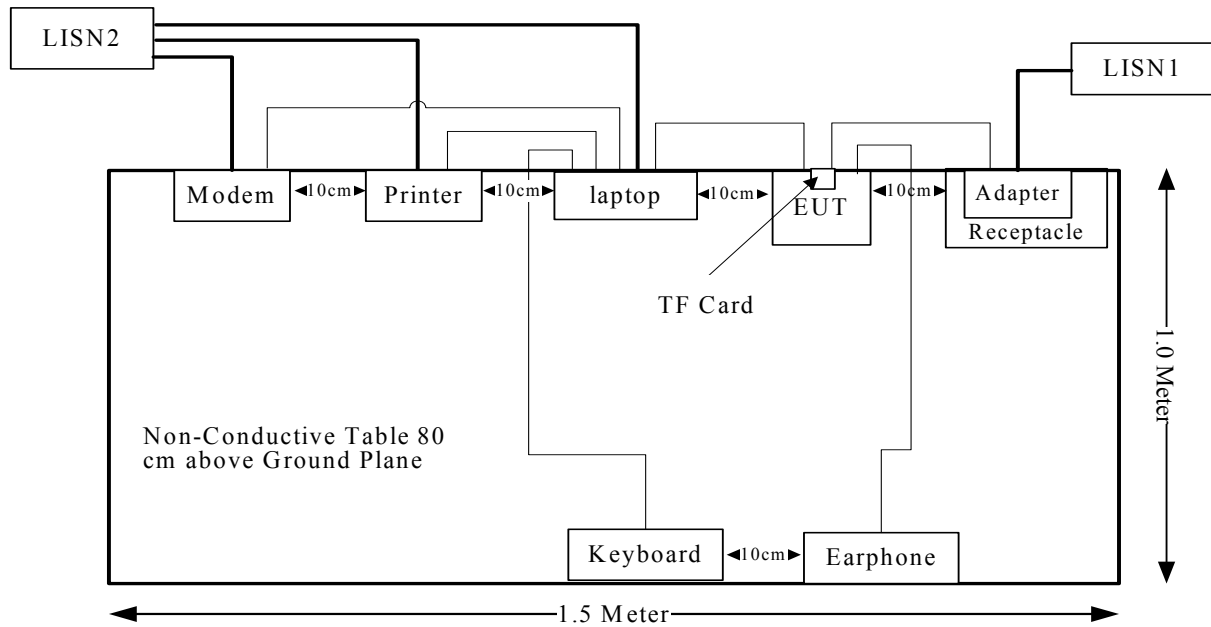 LISN2
LISN1
Modem
10cm
Printer
10cm
laptop
10cm
EUT
10cm
Adapter
Receptacle
TF Card
1.0 Meter
Non-Conductive Table 80
cm above Ground Plane
Keyboard
10cm
Earphone
1.5 Meter